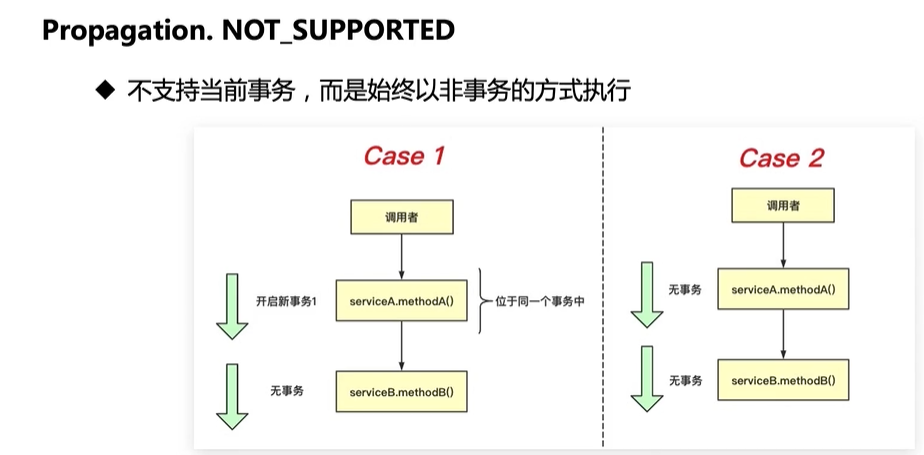 Propagation. NOT_SUPPORTED
◆ 不支持当前事务，而是始终以非事务的方式执行
Case 1
调用者
开启新事务1
serviceA.methodA()
位于同一个事务中
无事务
serviceB.methodB()
Case 2
调用者
无事务
serviceA.methodA()
无事务
serviceB.methodB()